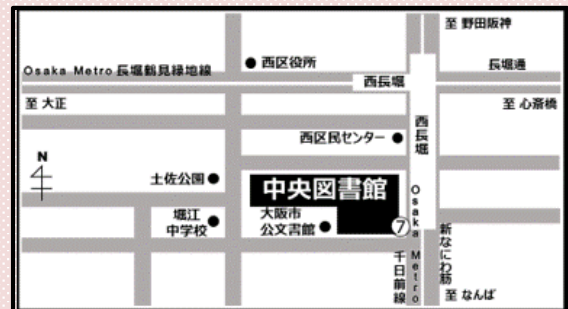 至 野田阪神
西区役所
Osaka Metro 長堀鶴見緑地線
西長堀
長堀通
至 大正
至 心斎橋
西区民センター
西長堀
N
土佐公園
中央図書館
堀江
中学校
大阪市
公文書館
⑦
Osaka Metro
千日前線
新なにわ筋
至 なんば